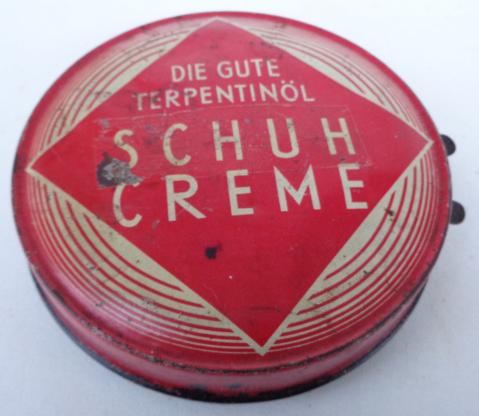 DIE GUTE
TERPENTINÖL
SCHUH
CREME